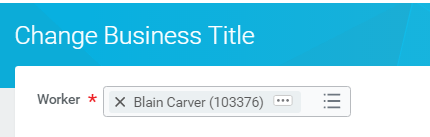 Change Business Title
Worker * Blain Carver (103376)